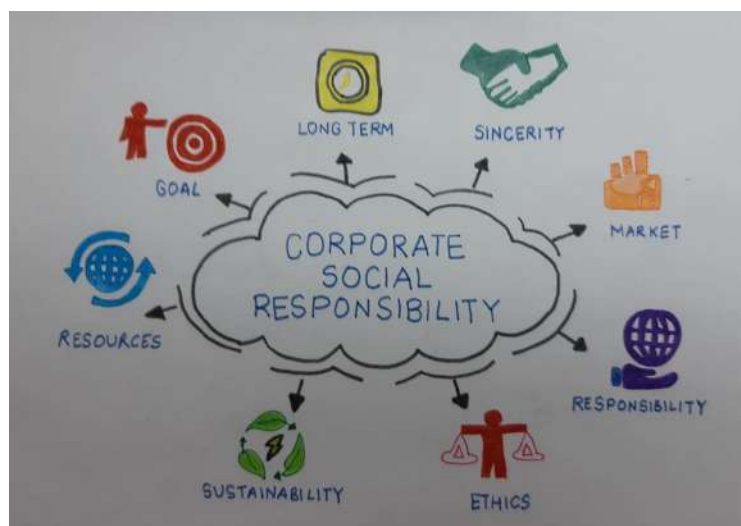 LONG TERM
SINCERITY
GOAL
MARKET
CORPORATE
SOCIAL
RESPONSIBILITY
RESOURCES
RESPONSIBILITY
SUSTAINABILITY
ETHICS